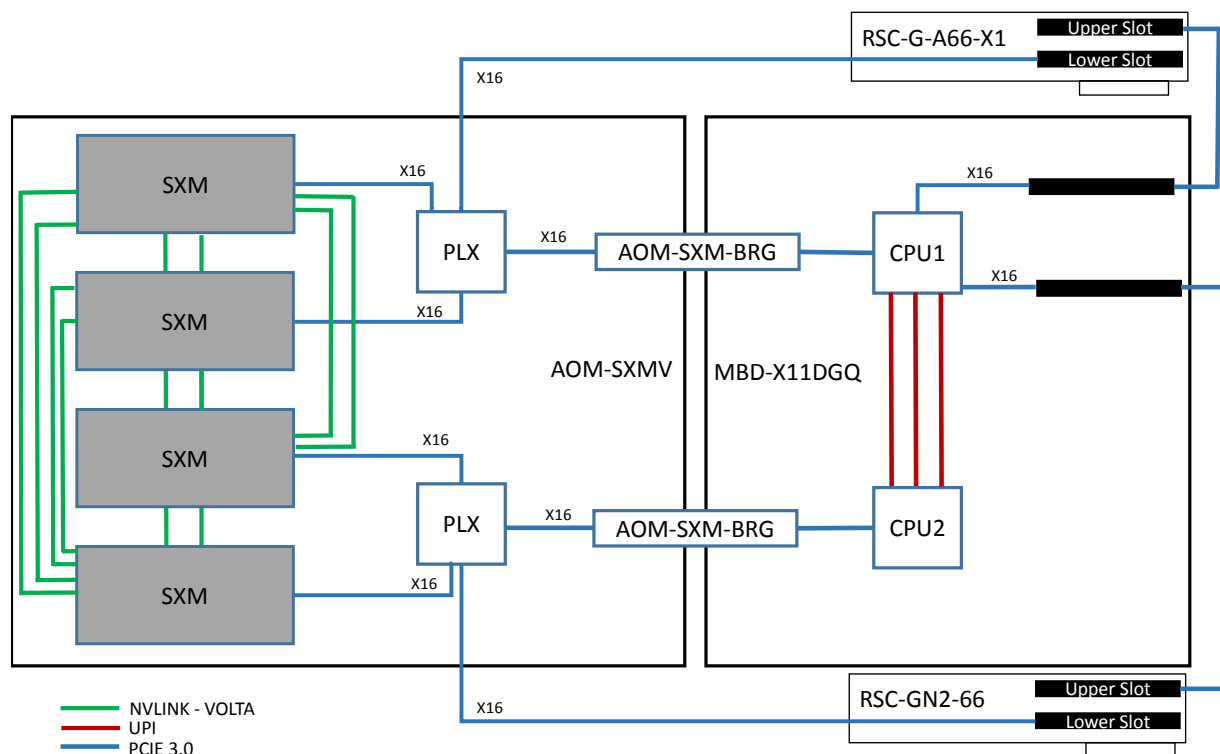 RSC-G-A66-X1
Upper Slot
Lower Slot
X16
SXM
X16
X16
PLX
X16
AOM-SXM-BRG
CPU1
X16
SXM
X16
AOM-SXMV
MBD-X11DGQ
SXM
X16
PLX
X16
AOM-SXM-BRG
CPU2
SXM
X16
RSC-GN2-66
Upper Slot
Lower Slot
X16
NVLINK - VOLTA
UPI
PCIE 3.0